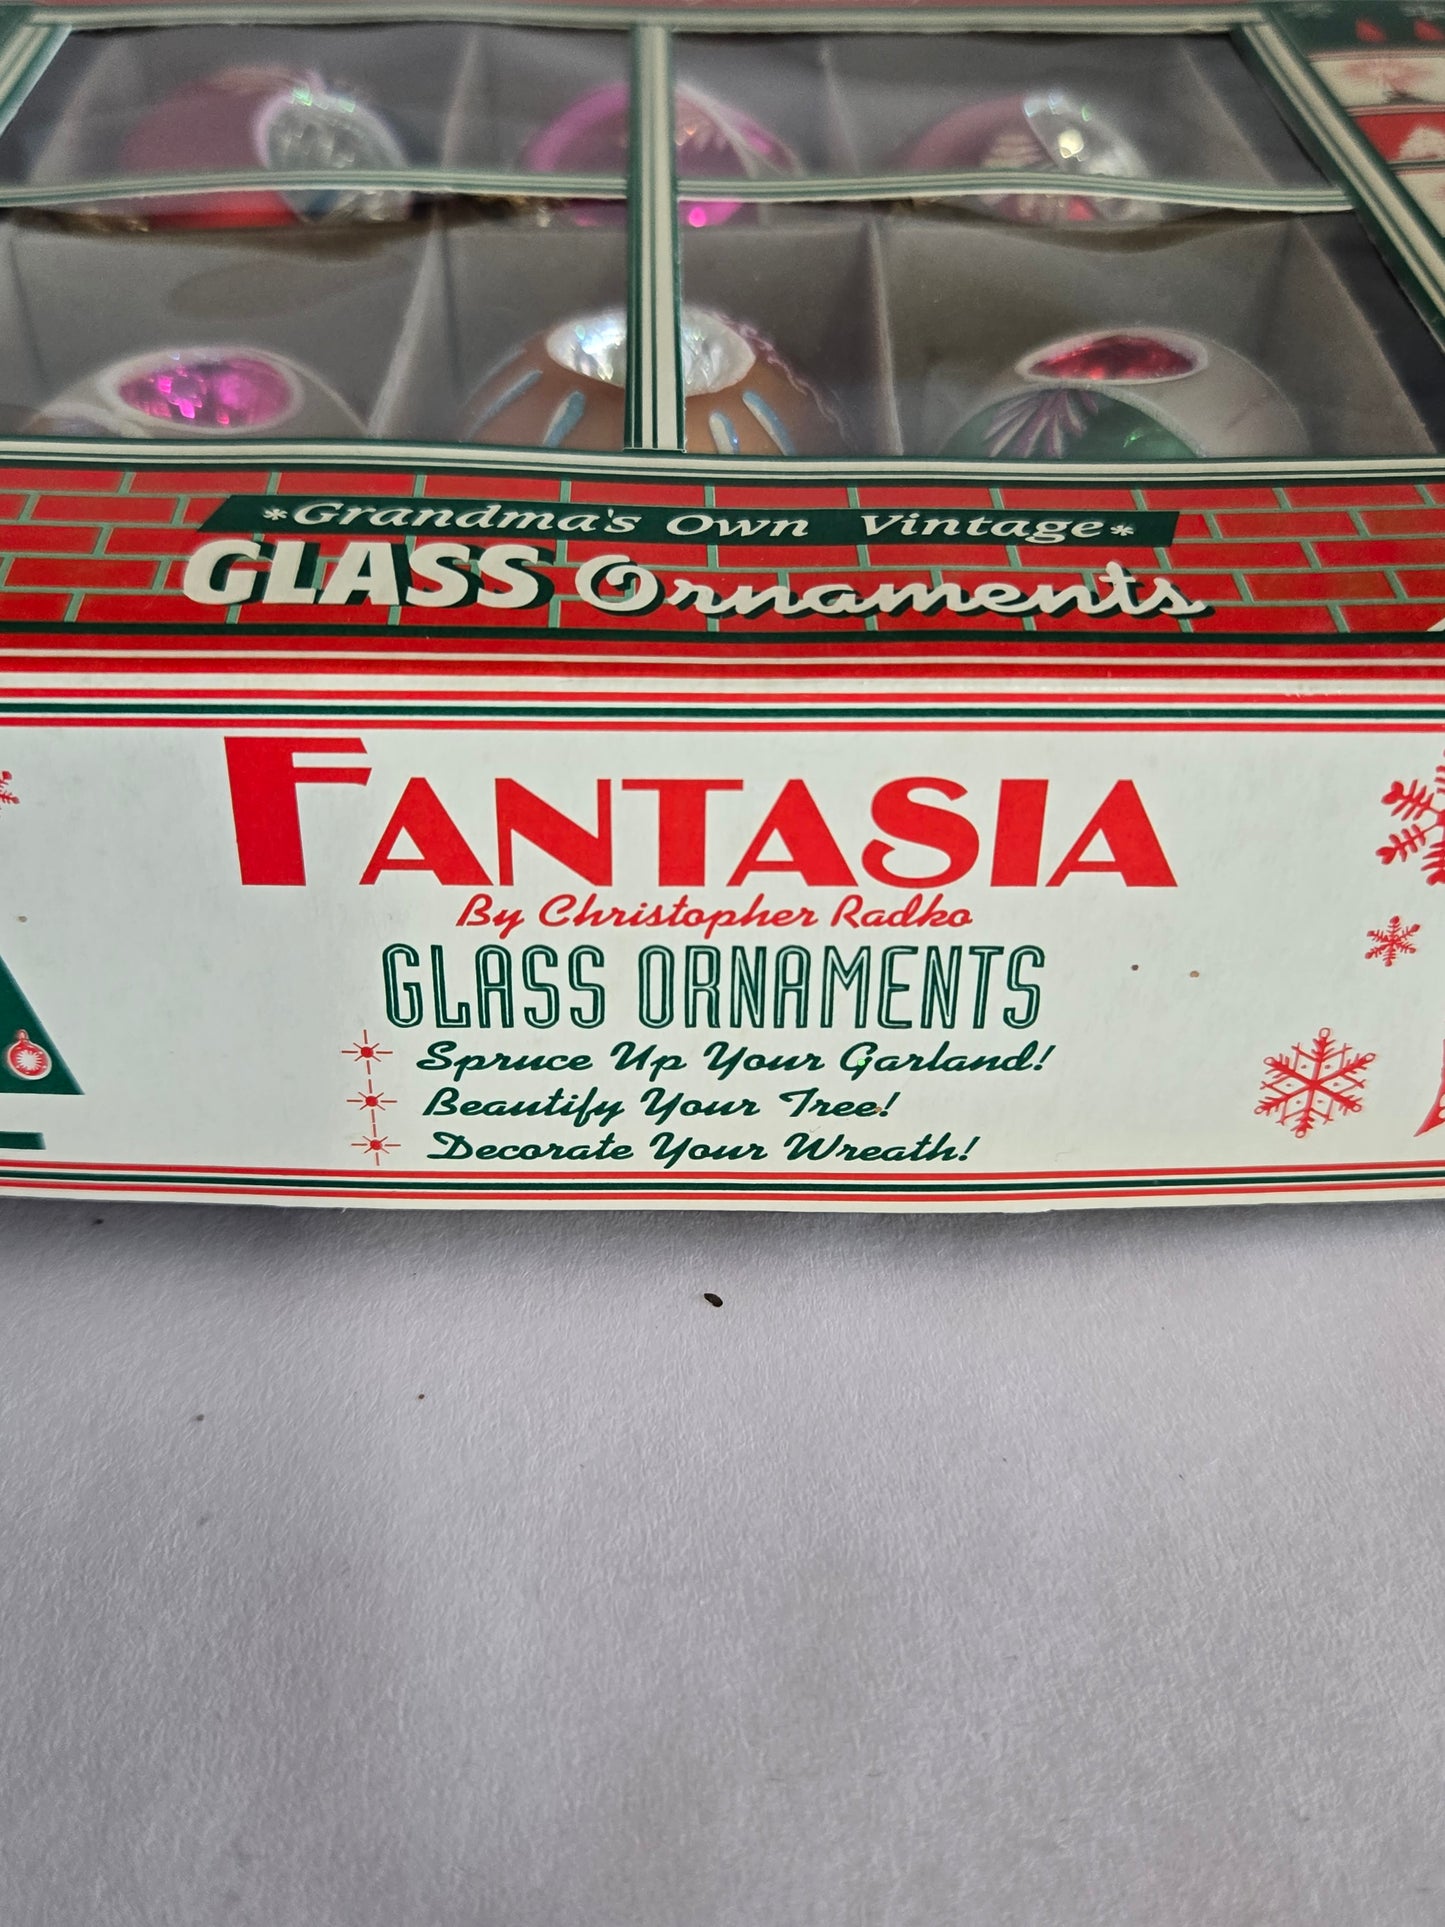 *Grandma's Own Vintage*
GLASS Ornaments
FANTASIA
By Christopher Radko
GLASS ORNAMENTS
Spruce Up Your Garland!
Beautify Your Tree!
Decorate Your Wreath!